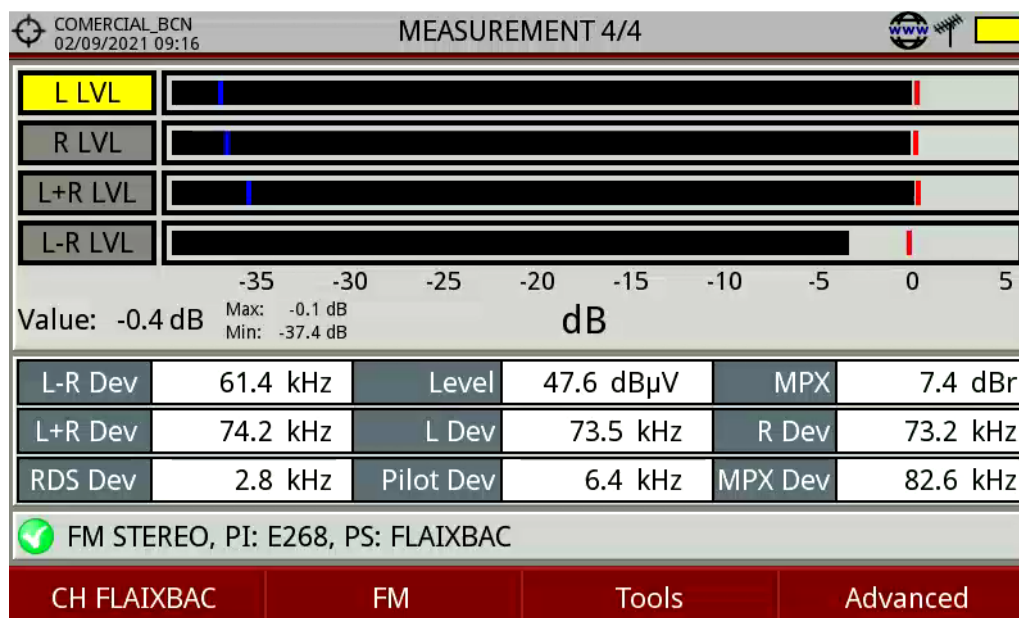 COMERCIAL_BCN
02/09/2021 09:16
MEASUREMENT 4/4
www
L LVL
R LVL
L+R LVL
L-R LVL
-35 -30 -25 -20 -15 -10 -5 0 5
Value: -0.4 dB Max: -0.1 dB
Min: -37.4 dB
dB
L-R Dev 61.4 kHz Level 47.6 dBµV MPX 7.4 dBr
L+R Dev 74.2 kHz L Dev 73.5 kHz R Dev 73.2 kHz
RDS Dev 2.8 kHz Pilot Dev 6.4 kHz MPX Dev 82.6 kHz
FM STEREO, PI: E268, PS: FLAIXBAC
CH FLAIXBAC FM Tools Advanced